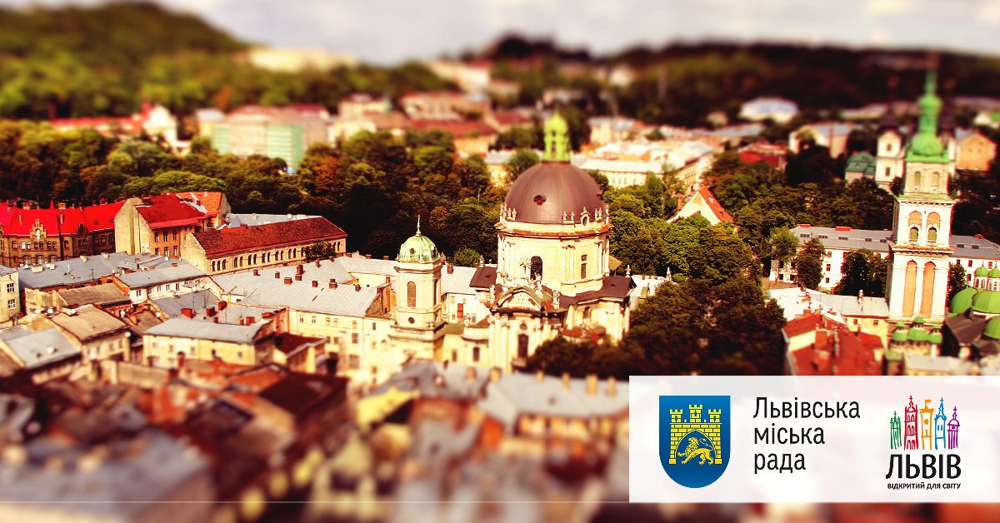 Львівська
міська
рада
ЛЬВІВ
ВІДКРИТИЙ ДЛЯ СВІТУ